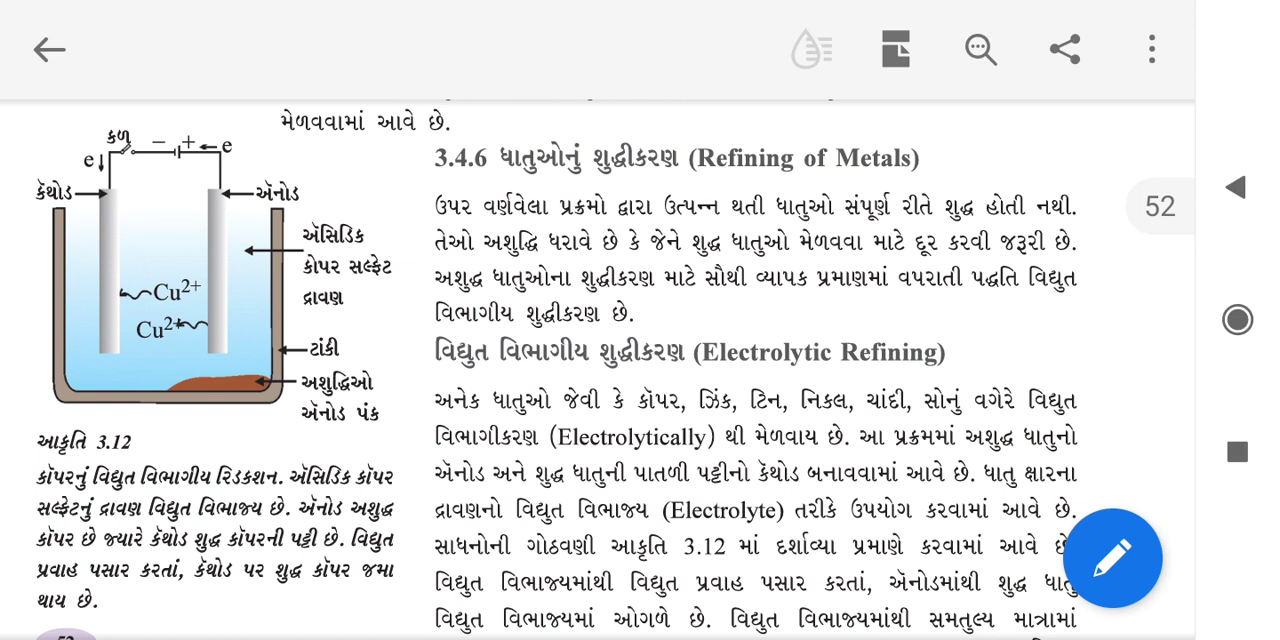 મેળવવામાં આવે છે.
કળ
− + e
e
કૅથોડ
ઍનોડ
ઍસિડિક
કોપર સલ્ફેટ
દ્રાવણ
Cu2+
Cu2+
ટાંકી
અશુદ્ધિઓ
ઍનોડ પંક
આકૃતિ 3.12
કૉપરનું વિદ્યુત વિભાગીય રિડકશન. ઍસિડિક કૉપર
સલ્ફેટનું દ્રાવણ વિદ્યુત વિભાજ્ય છે. ઍનોડ અશુદ્ધ
કૉપર છે જ્યારે કૅથોડ શુદ્ધ કૉપરની પટ્ટી છે. વિદ્યુત
પ્રવાહ પસાર કરતાં, કૅથોડ પર શુદ્ધ કૉપર જમા
થાય છે.
3.4.6 ધાતુઓનું શુદ્ધીકરણ (Refining of Metals)
ઉપર વર્ણવેલા પ્રક્રમો દ્વારા ઉત્પન્ન થતી ધાતુઓ સંપૂર્ણ રીતે શુદ્ધ હોતી નથી.
તેઓ અશુદ્ધિ ધરાવે છે કે જેને શુદ્ધ ધાતુઓ મેળવવા માટે દૂર કરવી જરૂરી છે.
અશુદ્ધ ધાતુઓના શુદ્ધીકરણ માટે સૌથી વ્યાપક પ્રમાણમાં વપરાતી પદ્ધતિ વિદ્યુત
વિભાગીય શુદ્ધીકરણ છે.
વિદ્યુત વિભાગીય શુદ્ધીકરણ (Electrolytic Refining)
અનેક ધાતુઓ જેવી કે કૉપર, ઝિંક, ટિન, નિકલ, ચાંદી, સોનું વગેરે વિદ્યુત
વિભાગીકરણ (Electrolytically) થી મેળવાય છે. આ પ્રક્રમમાં અશુદ્ધ ધાતુનો
ઍનોડ અને શુદ્ધ ધાતુની પાતળી પટ્ટીનો કૅથોડ બનાવવામાં આવે છે. ધાતુ ક્ષારના
દ્રાવણનો વિદ્યુત વિભાજ્ય (Electrolyte) તરીકે ઉપયોગ કરવામાં આવે છે.
સાધનોની ગોઠવણી આકૃતિ 3.12 માં દર્શાવ્યા પ્રમાણે કરવામાં આવે છે.
વિદ્યુત વિભાજ્યમાંથી વિદ્યુત પ્રવાહ પસાર કરતાં, ઍનોડમાંથી શુદ્ધ ધાતુ
વિદ્યુત વિભાજ્યમાં ઓગળે છે. વિદ્યુત વિભાજ્યમાંથી સમતુલ્ય માત્રામાં
52